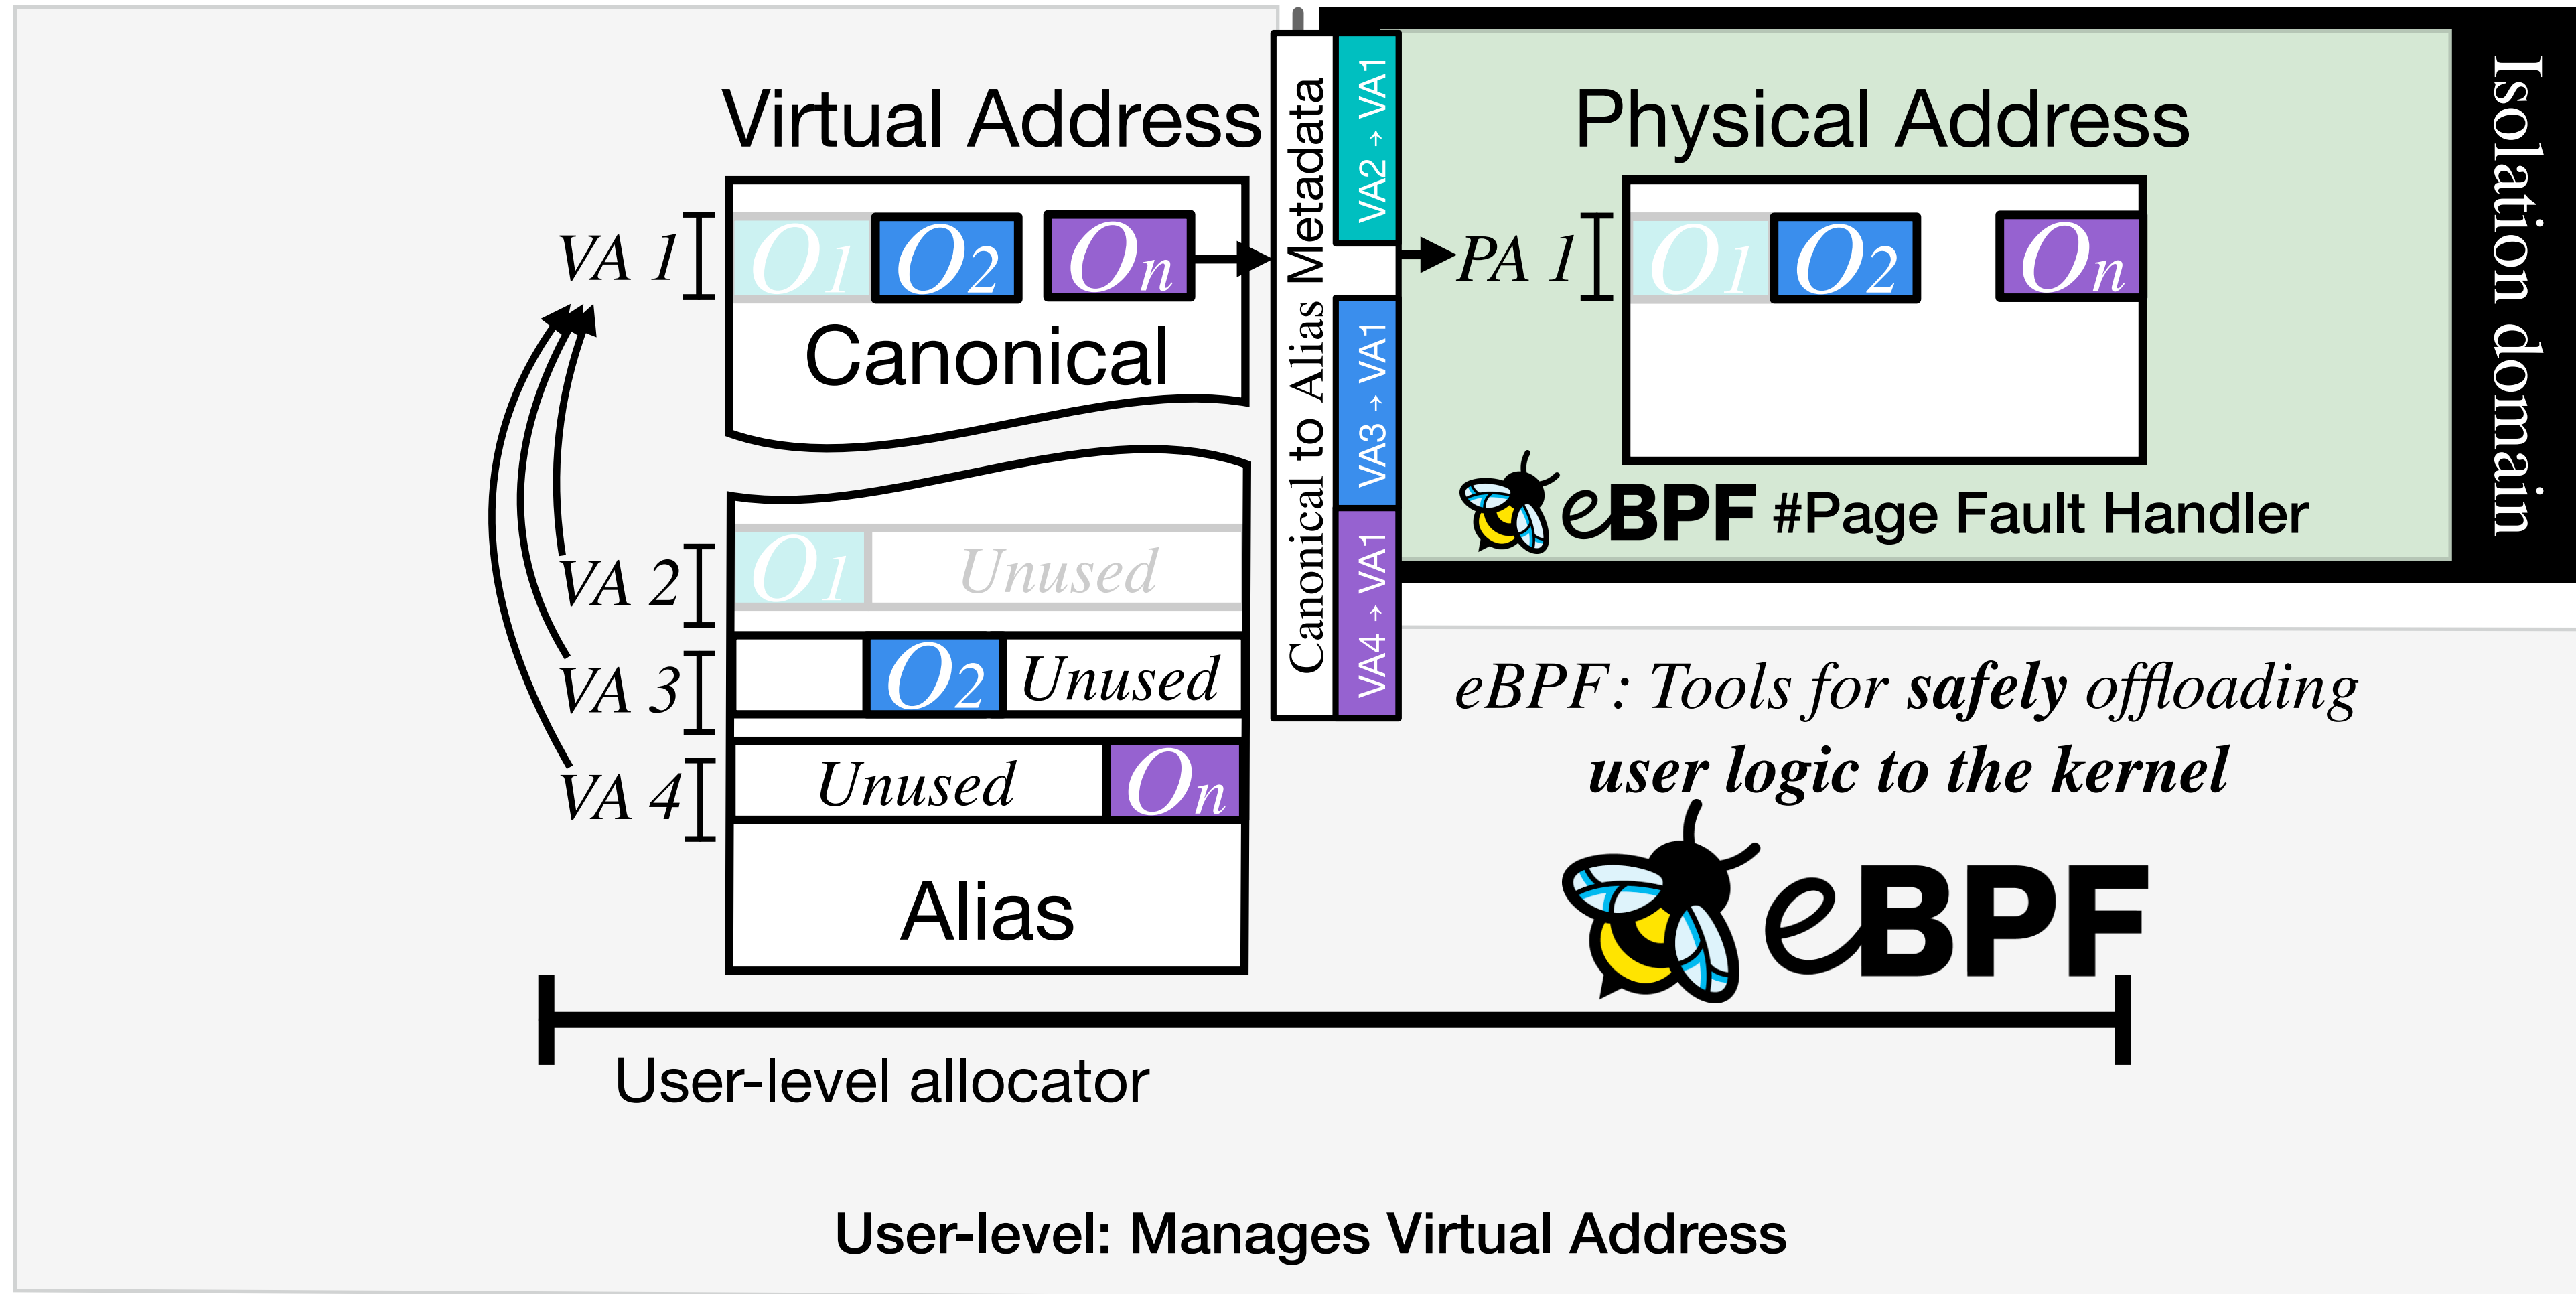 Virtual Address
VA 1
O1
O2
On
Canonical
VA 2
O1
Unused
VA 3
O2
Unused
VA 4
Unused
On
Alias
Canonical to Alias Metadata
VA2 → VA1
VA3 → VA1
VA4 → VA1
Physical Address
PA 1
O1
O2
On
eBPF #Page Fault Handler
Isolation domain
eBPF: Tools for safely offloading
user logic to the kernel
eBPF
User-level allocator
User-level: Manages Virtual Address